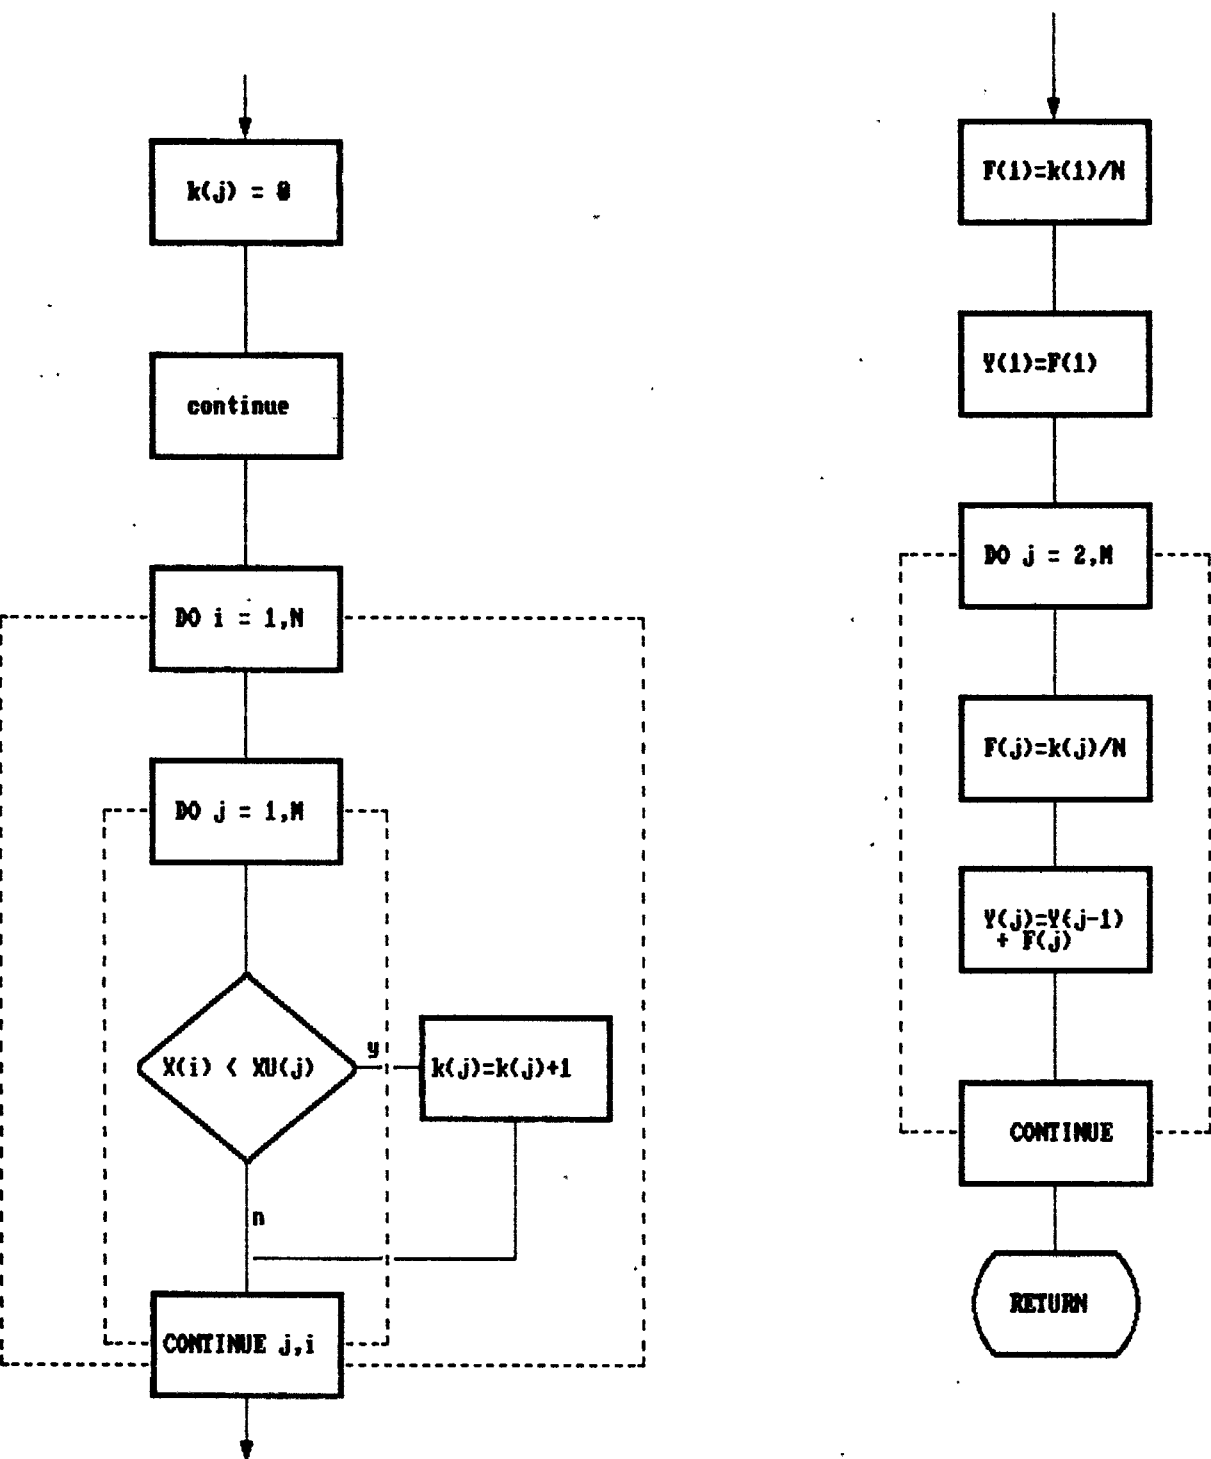 k(j) = 0
continue
DO i = 1,N
DO j = 1,M
X(i) < XU(j)
y
k(j)=k(j)+1
n
CONTINUE j,i
F(1)=k(1)/N
Y(1)=F(1)
DO j = 2,M
F(j)=k(j)/N
Y(j)=Y(j-1)
+ F(j)
CONTINUE
RETURN